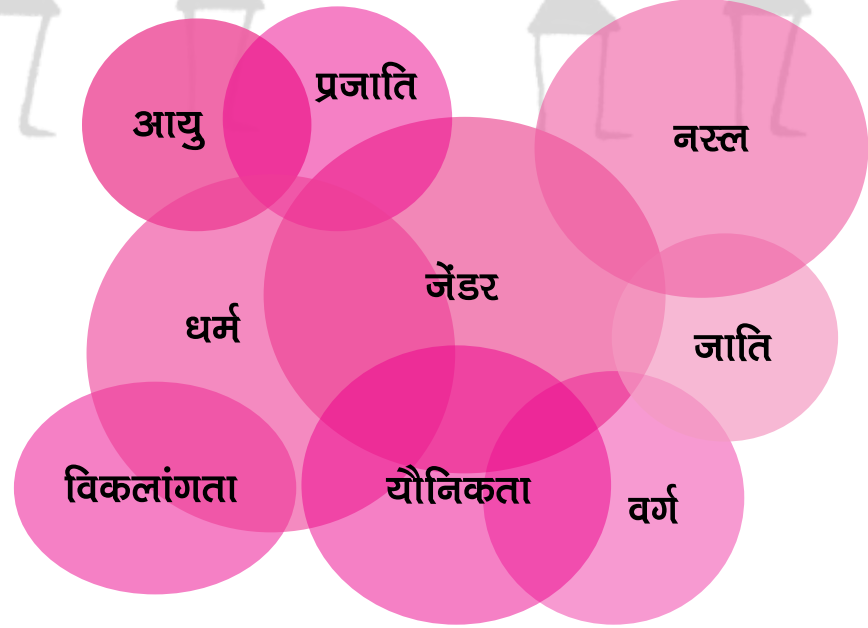 प्रजाति
आयु
नस्ल
जेंडर
धर्म
जाति
विकलांगता
यौनिकता
वर्ग